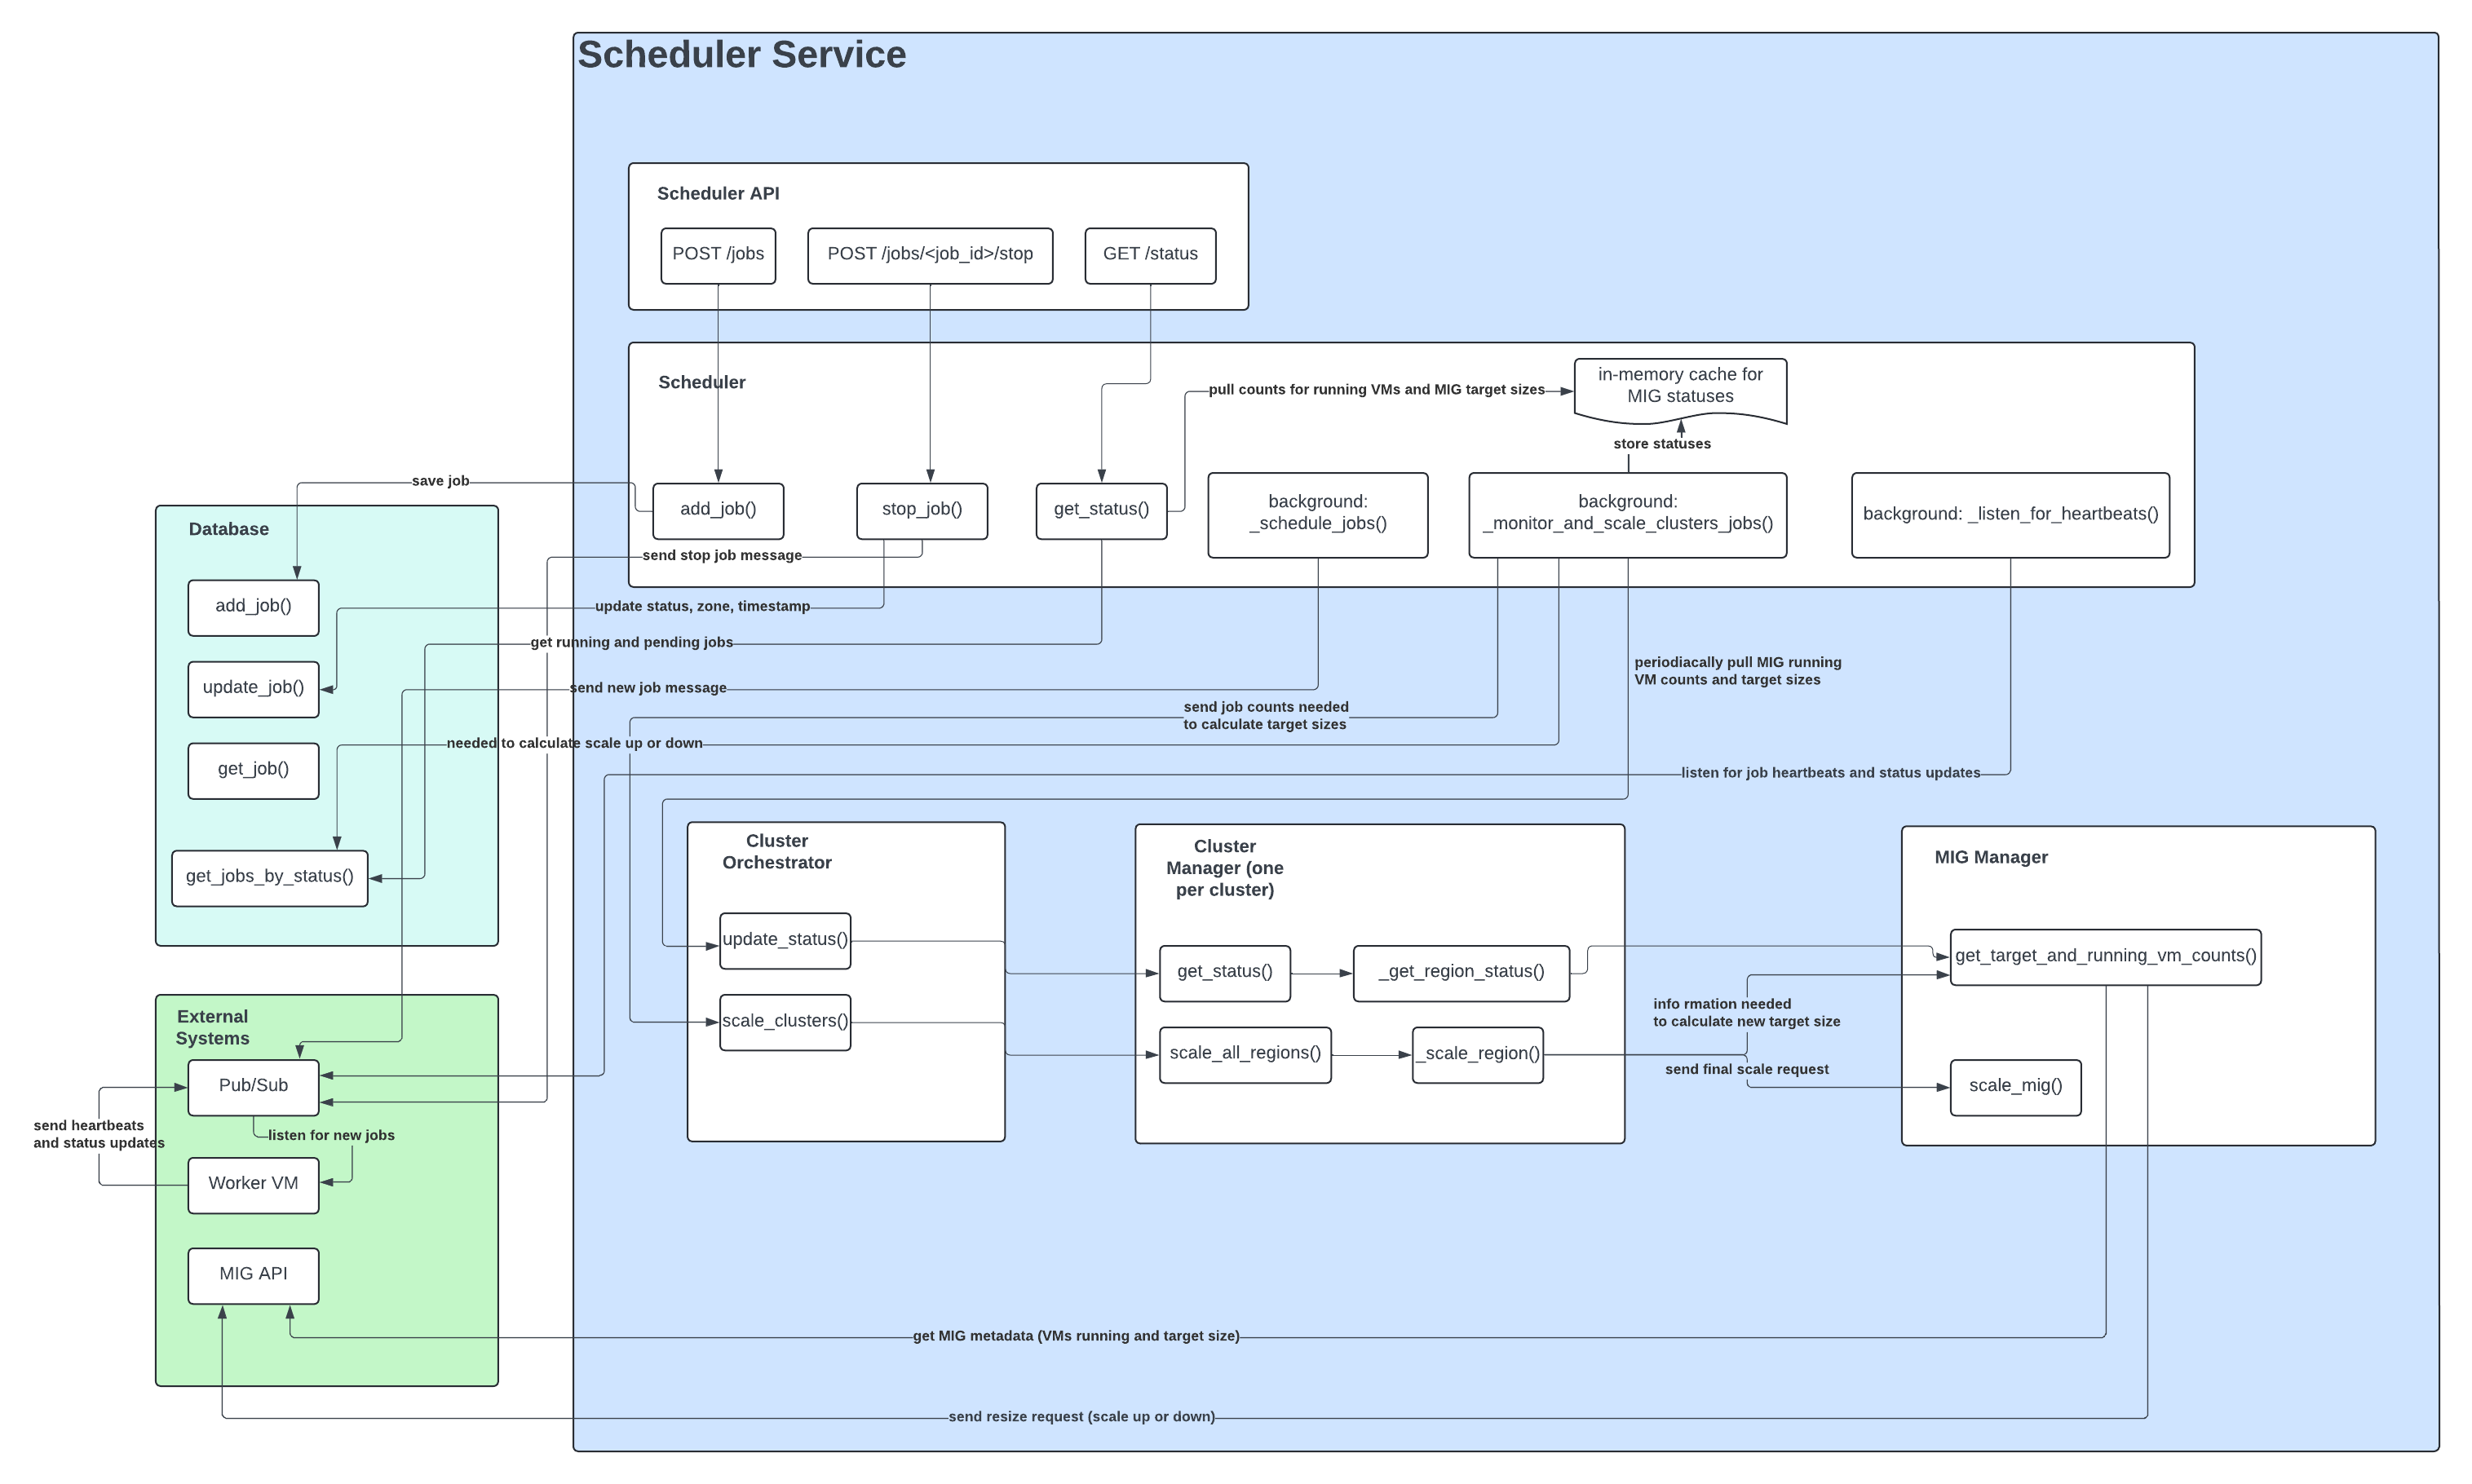 Scheduler Service
Scheduler API
POST /jobs
POST /jobs/<job_id>/stop
GET /status
Scheduler
pull counts for running VMs and MIG target sizes
in-memory cache for
MIG statuses
store statuses
save job
add_job()
stop_job()
get_status()
background:
_schedule_jobs()
background:
_monitor_and_scale_clusters_jobs()
background: _listen_for_heartbeats()
send stop job message
update status, zone, timestamp
get running and pending jobs
send new job message
periodiacally pull MIG running
VM counts and target sizes
send job counts needed
to calculate target sizes
needed to calculate scale up or down
listen for job heartbeats and status updates
Database
add_job()
update_job()
get_job()
get_jobs_by_status()
Cluster
Orchestrator
update_status()
scale_clusters()
Cluster
Manager (one
per cluster)
get_status()
_get_region_status()
scale_all_regions()
_scale_region()
info rmation needed
to calculate new target size
send final scale request
MIG Manager
get_target_and_running_vm_counts()
scale_mig()
External
Systems
Pub/Sub
send heartbeats
and status updates
listen for new jobs
Worker VM
MIG API
get MIG metadata (VMs running and target size)
send resize request (scale up or down)